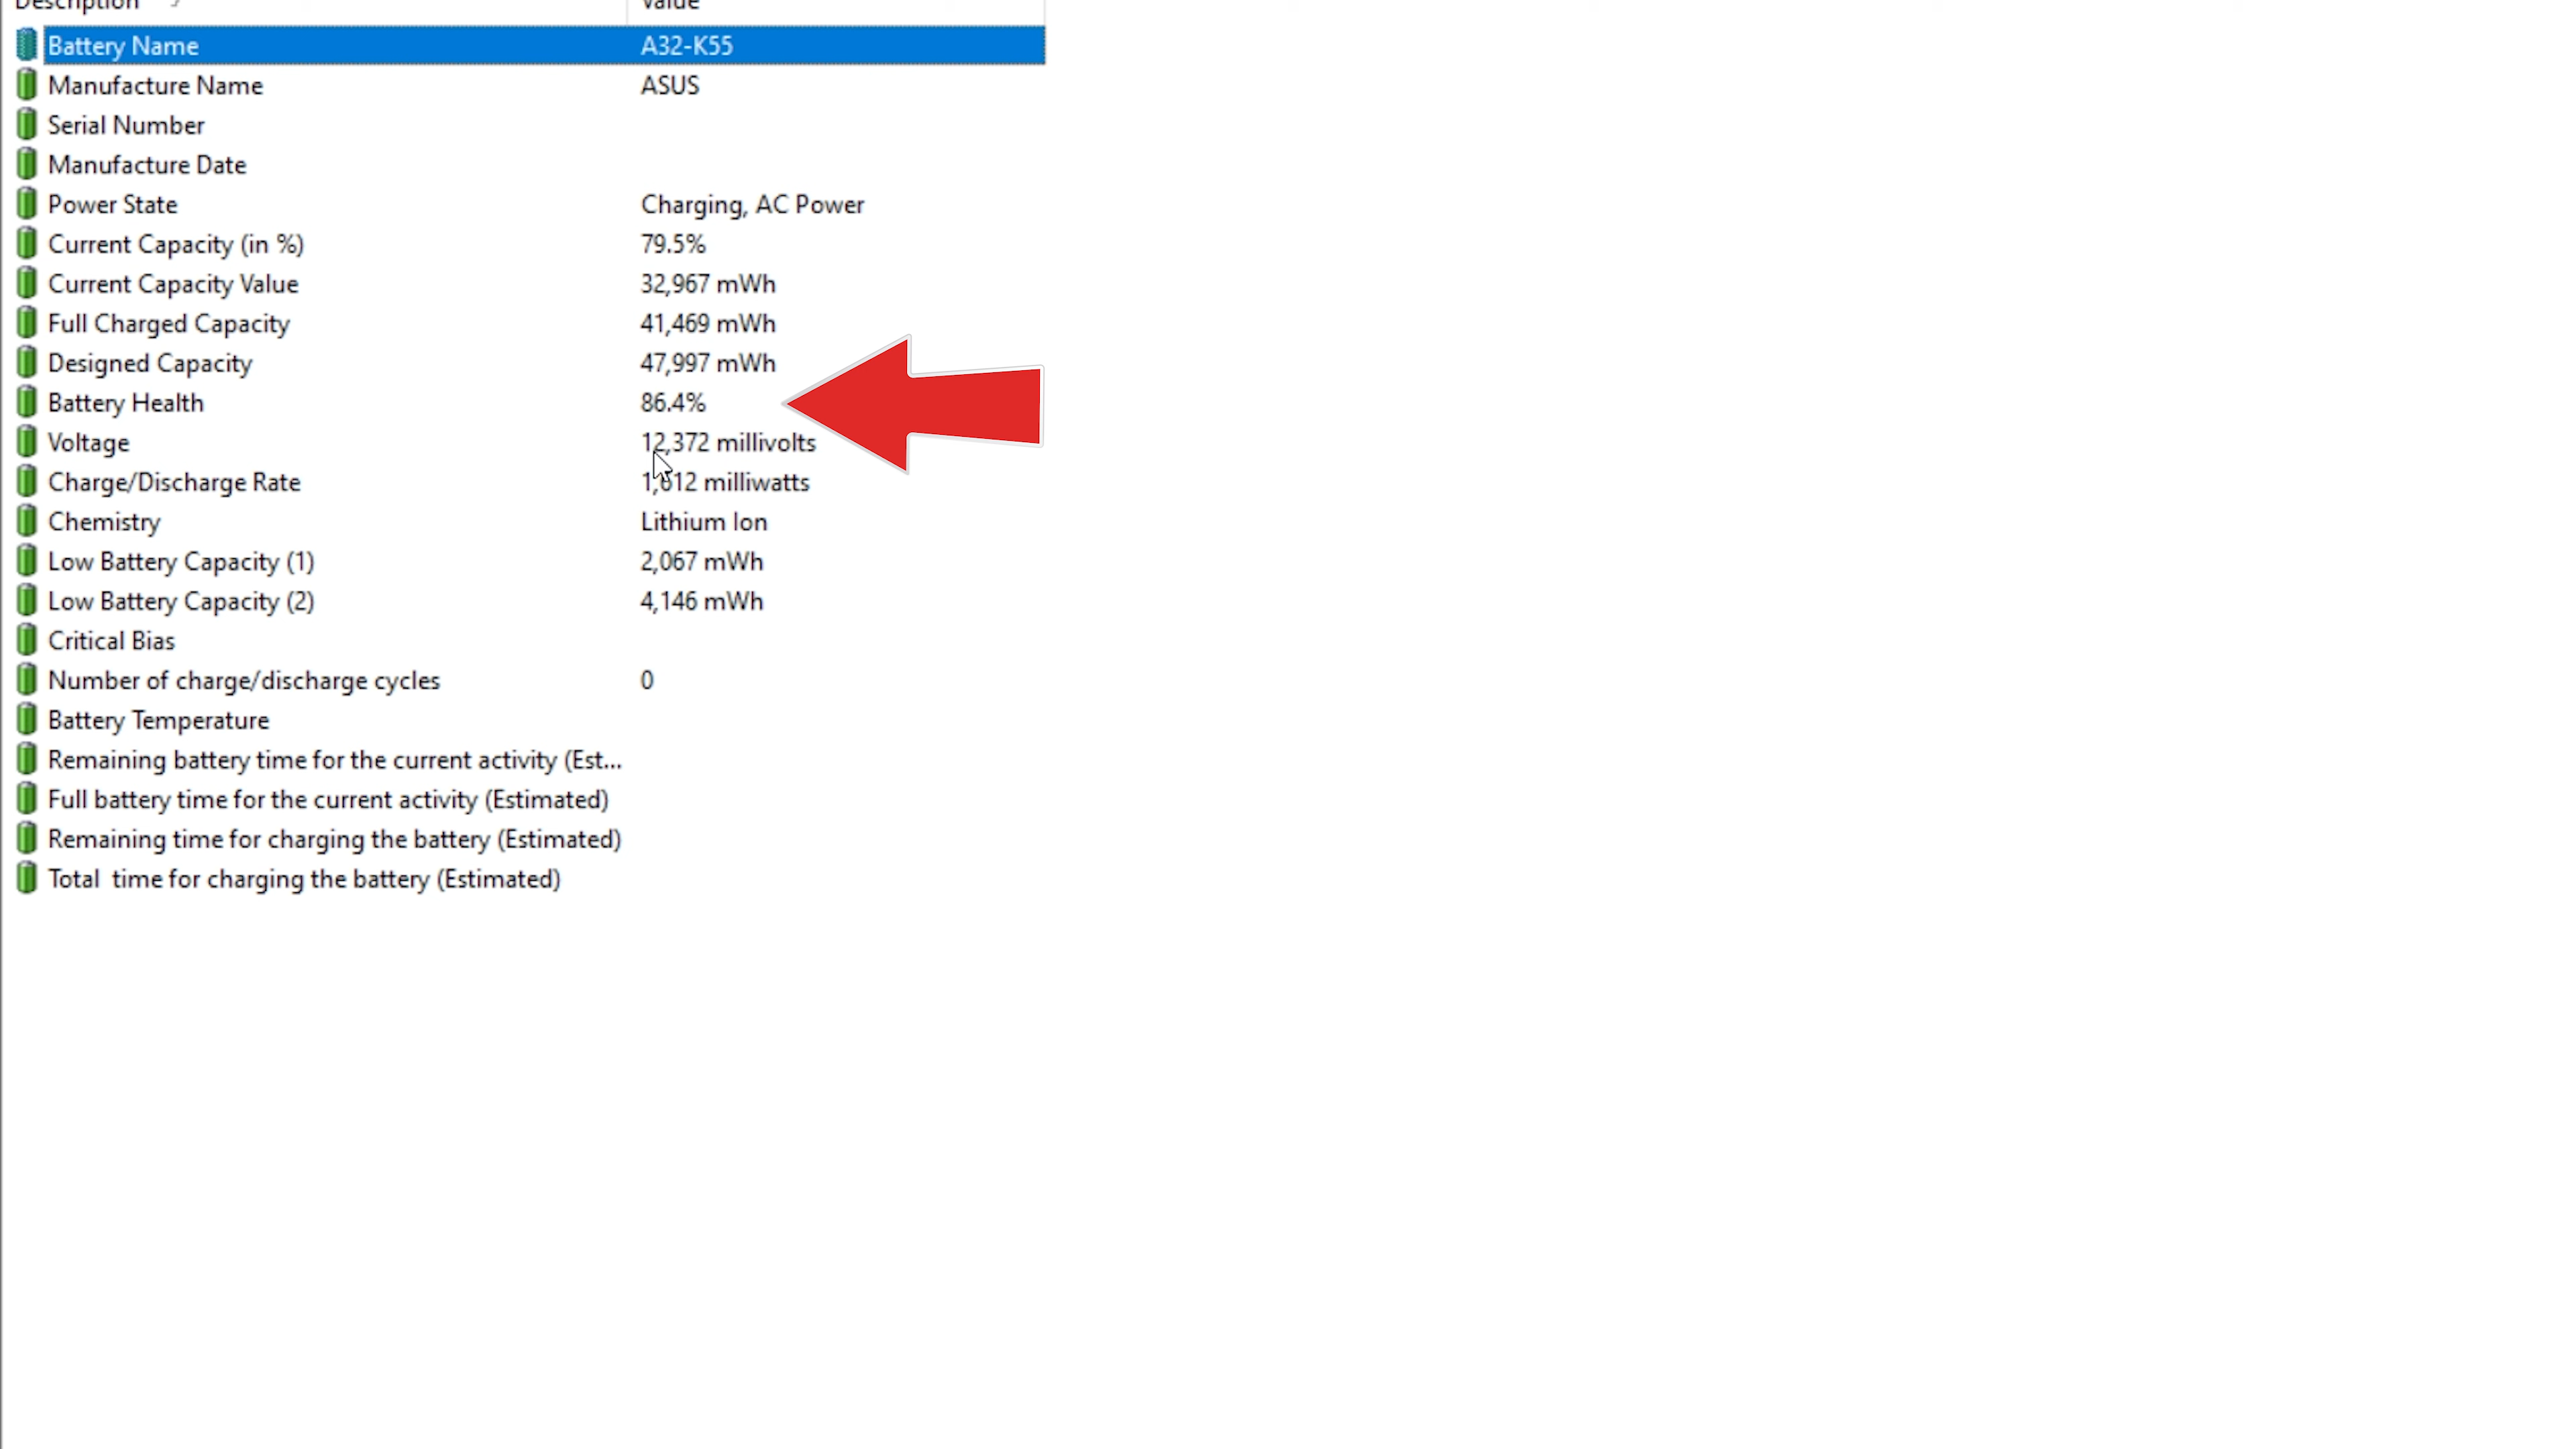 Description Value
Battery Name A32-K55
Manufacture Name ASUS
Serial Number
Manufacture Date
Power State Charging, AC Power
Current Capacity (in %) 79.5%
Current Capacity Value 32,967 mWh
Full Charged Capacity 41,469 mWh
Designed Capacity 47,997 mWh
Battery Health 86.4%
Voltage 12,372 millivolts
Charge/Discharge Rate 1,612 milliwatts
Chemistry Lithium Ion
Low Battery Capacity (1) 2,067 mWh
Low Battery Capacity (2) 4,146 mWh
Critical Bias
Number of charge/discharge cycles 0
Battery Temperature
Remaining battery time for the current activity (Est...
Full battery time for the current activity (Estimated)
Remaining time for charging the battery (Estimated)
Total  time for charging the battery (Estimated)